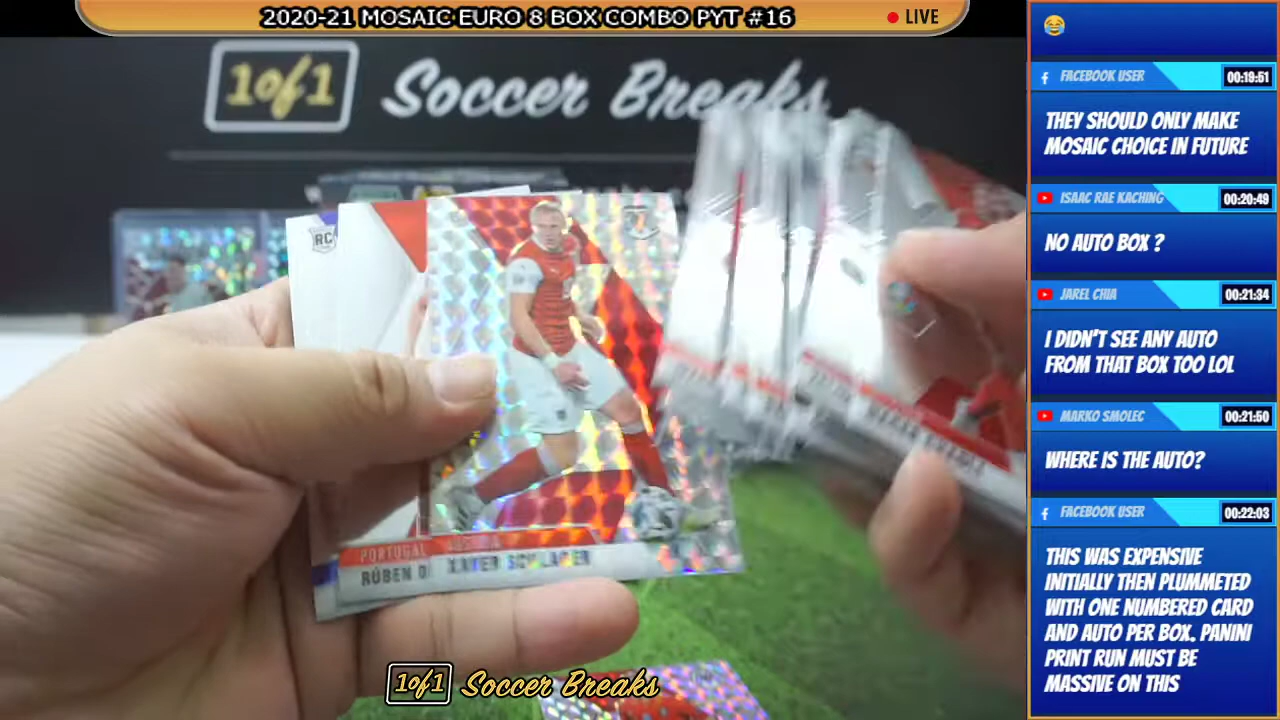 2020-21 MOSAIC EURO 8 BOX COMBO PYT #16
LIVE
1of1 Soccer Breaks
RC
PORTUGAL
RÚBEN D
AUSTRIA
XAVER SCHLAGER
1of1 Soccer Breaks
FACEBOOK USER
00:19:51
THEY SHOULD ONLY MAKE
MOSAIC CHOICE IN FUTURE
ISAAC RAE KACHING
00:20:49
NO AUTO BOX ?
JAREL CHIA
00:21:34
I DIDN'T SEE ANY AUTO
FROM THAT BOX TOO LOL
MARKO SMOLEC
00:21:50
WHERE IS THE AUTO?
FACEBOOK USER
00:22:03
THIS WAS EXPENSIVE
INITIALLY THEN PLUMMETED
WITH ONE NUMBERED CARD
AND AUTO PER BOX. PANINI
PRINT RUN MUST BE
MASSIVE ON THIS